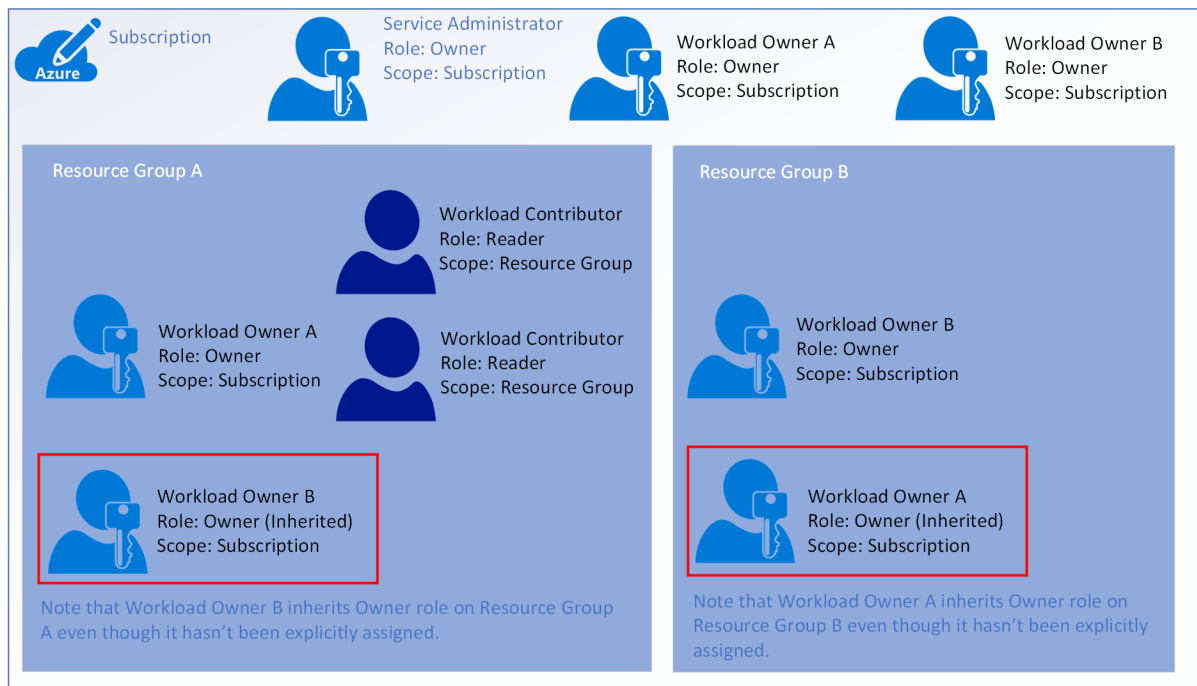 Azure
Subscription
Service Administrator
Role: Owner
Scope: Subscription
Workload Owner A
Role: Owner
Scope: Subscription
Workload Owner B
Role: Owner
Scope: Subscription
Resource Group A
Workload Contributor
Role: Reader
Scope: Resource Group
Workload Owner A
Role: Owner
Scope: Subscription
Workload Contributor
Role: Reader
Scope: Resource Group
Workload Owner B
Role: Owner (Inherited)
Scope: Subscription
Note that Workload Owner B inherits Owner role on Resource Group
A even though it hasn’t been explicitly assigned.
Resource Group B
Workload Owner B
Role: Owner
Scope: Subscription
Workload Owner A
Role: Owner (Inherited)
Scope: Subscription
Note that Workload Owner A inherits Owner role on
Resource Group B even though it hasn’t been explicitly
assigned.